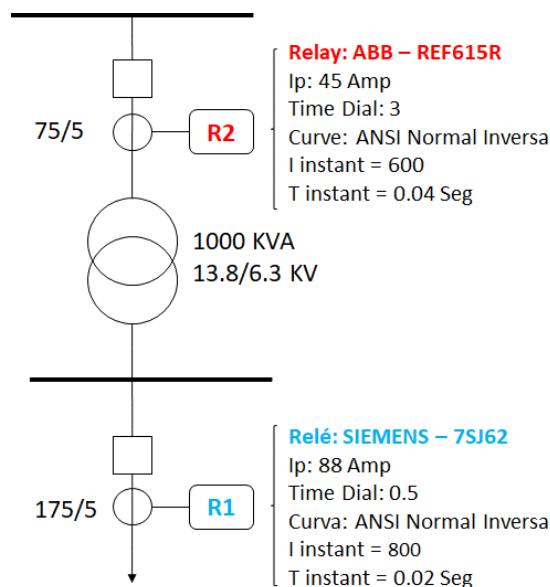 Relay: ABB – REF615R
Ip: 45 Amp
Time Dial: 3
Curve: ANSI Normal Inversa
I instant = 600
T instant = 0.04 Seg
75/5
R2
1000 KVA
13.8/6.3 KV
Relé: SIEMENS – 7SJ62
Ip: 88 Amp
Time Dial: 0.5
Curva: ANSI Normal Inversa
I instant = 800
T instant = 0.02 Seg
175/5
R1